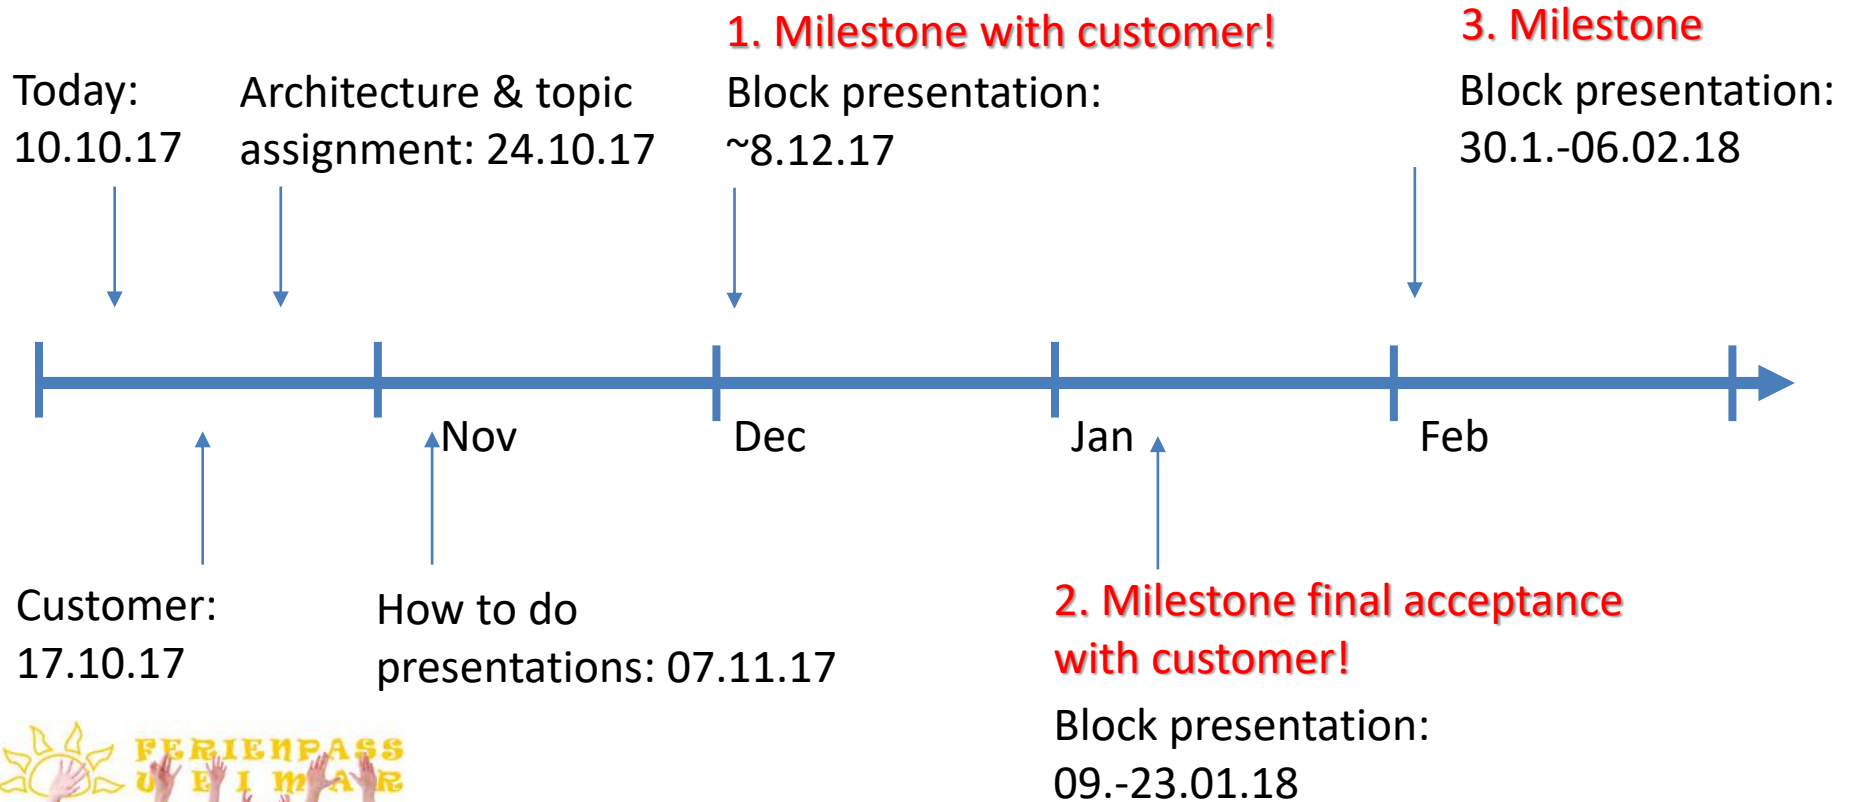 1. Milestone with customer!
3. Milestone
Today:
10.10.17
Architecture & topic
assignment: 24.10.17
Block presentation:
~8.12.17
Block presentation:
30.1.-06.02.18
Nov
Dec
Jan
Feb
Customer:
17.10.17
How to do
presentations: 07.11.17
2. Milestone final acceptance
with customer!
Block presentation:
09.-23.01.18
FERIENPASS
WEIMAR